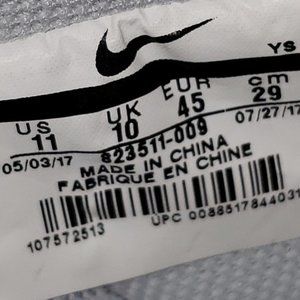 YS
US UK EUR cm
11 10 45 29
05/03/17 823511-009 07/27/17
MADE IN CHINA
FABRIQUE EN CHINE
107572513
UPC 0088517844031